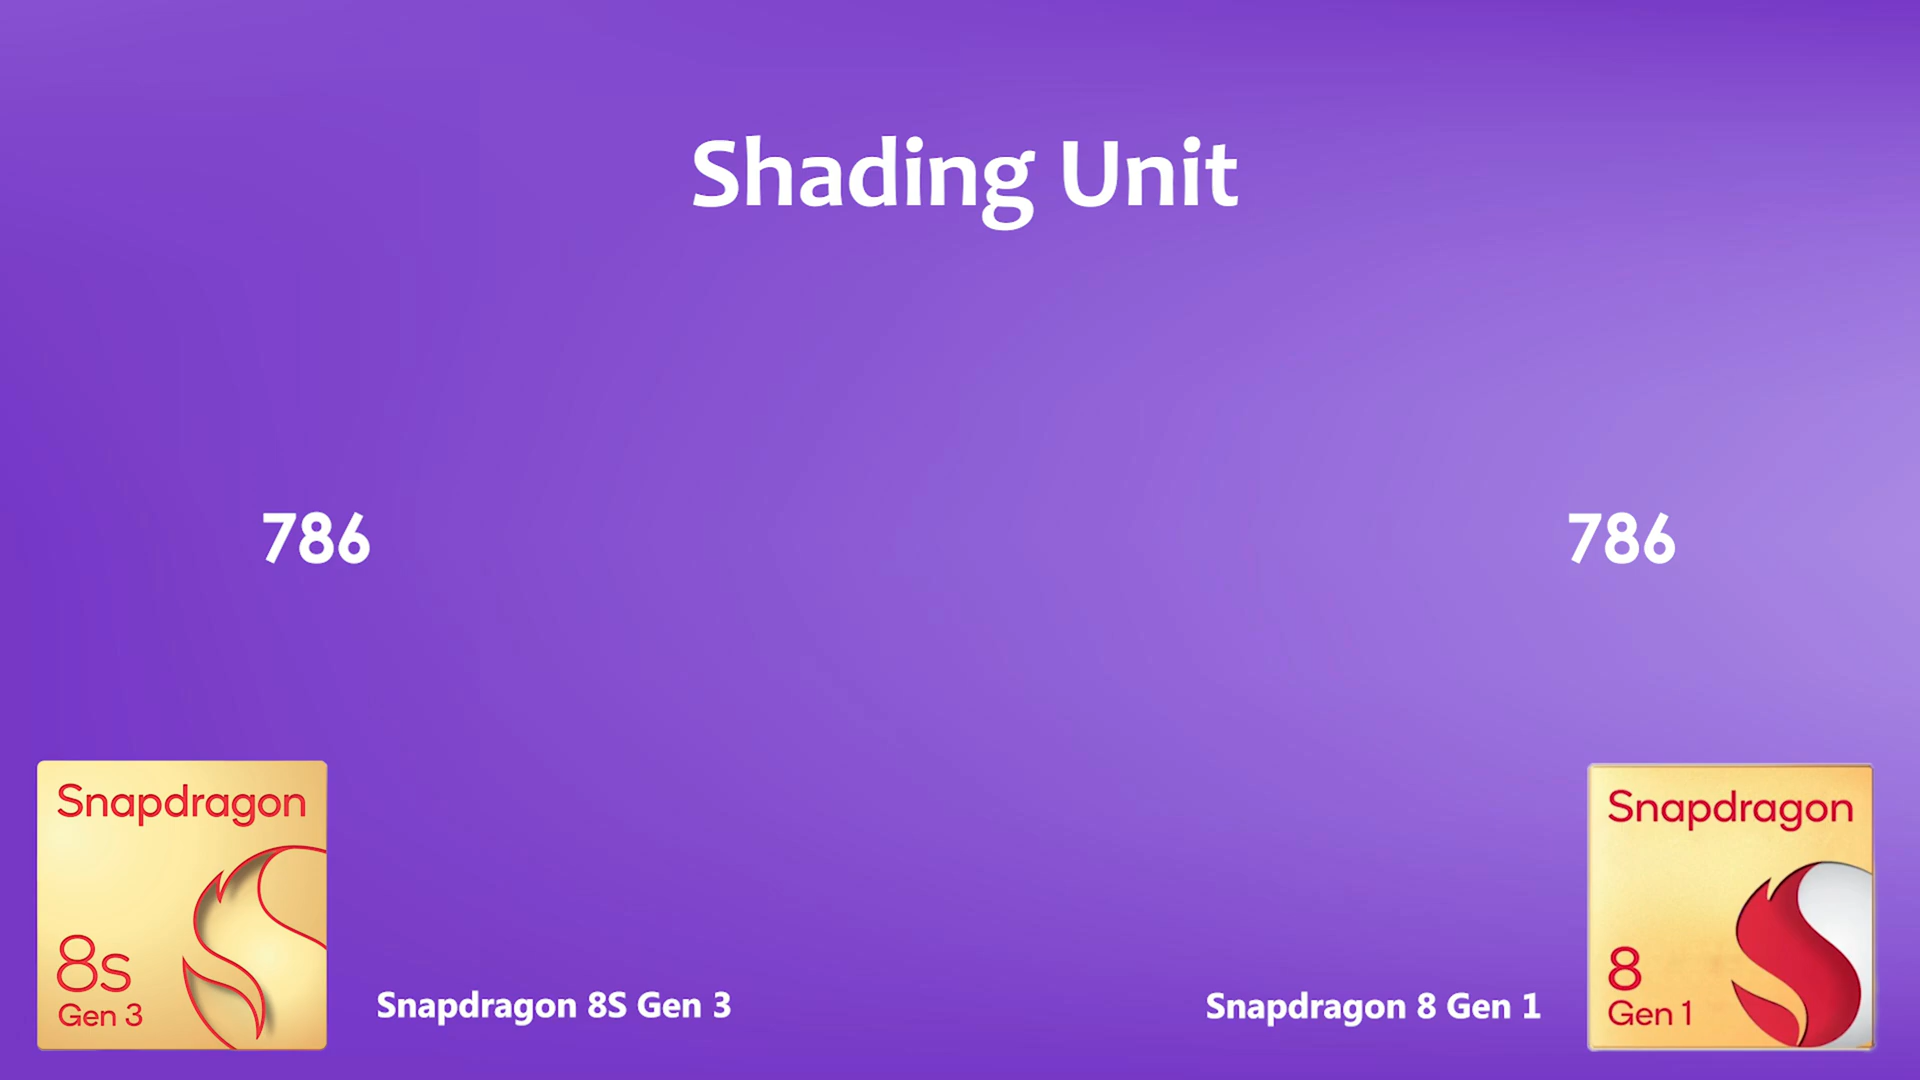 Shading Unit
786
786
Snapdragon
8s
Gen 3
Snapdragon 8S Gen 3
Snapdragon 8 Gen 1
Snapdragon
8
Gen 1